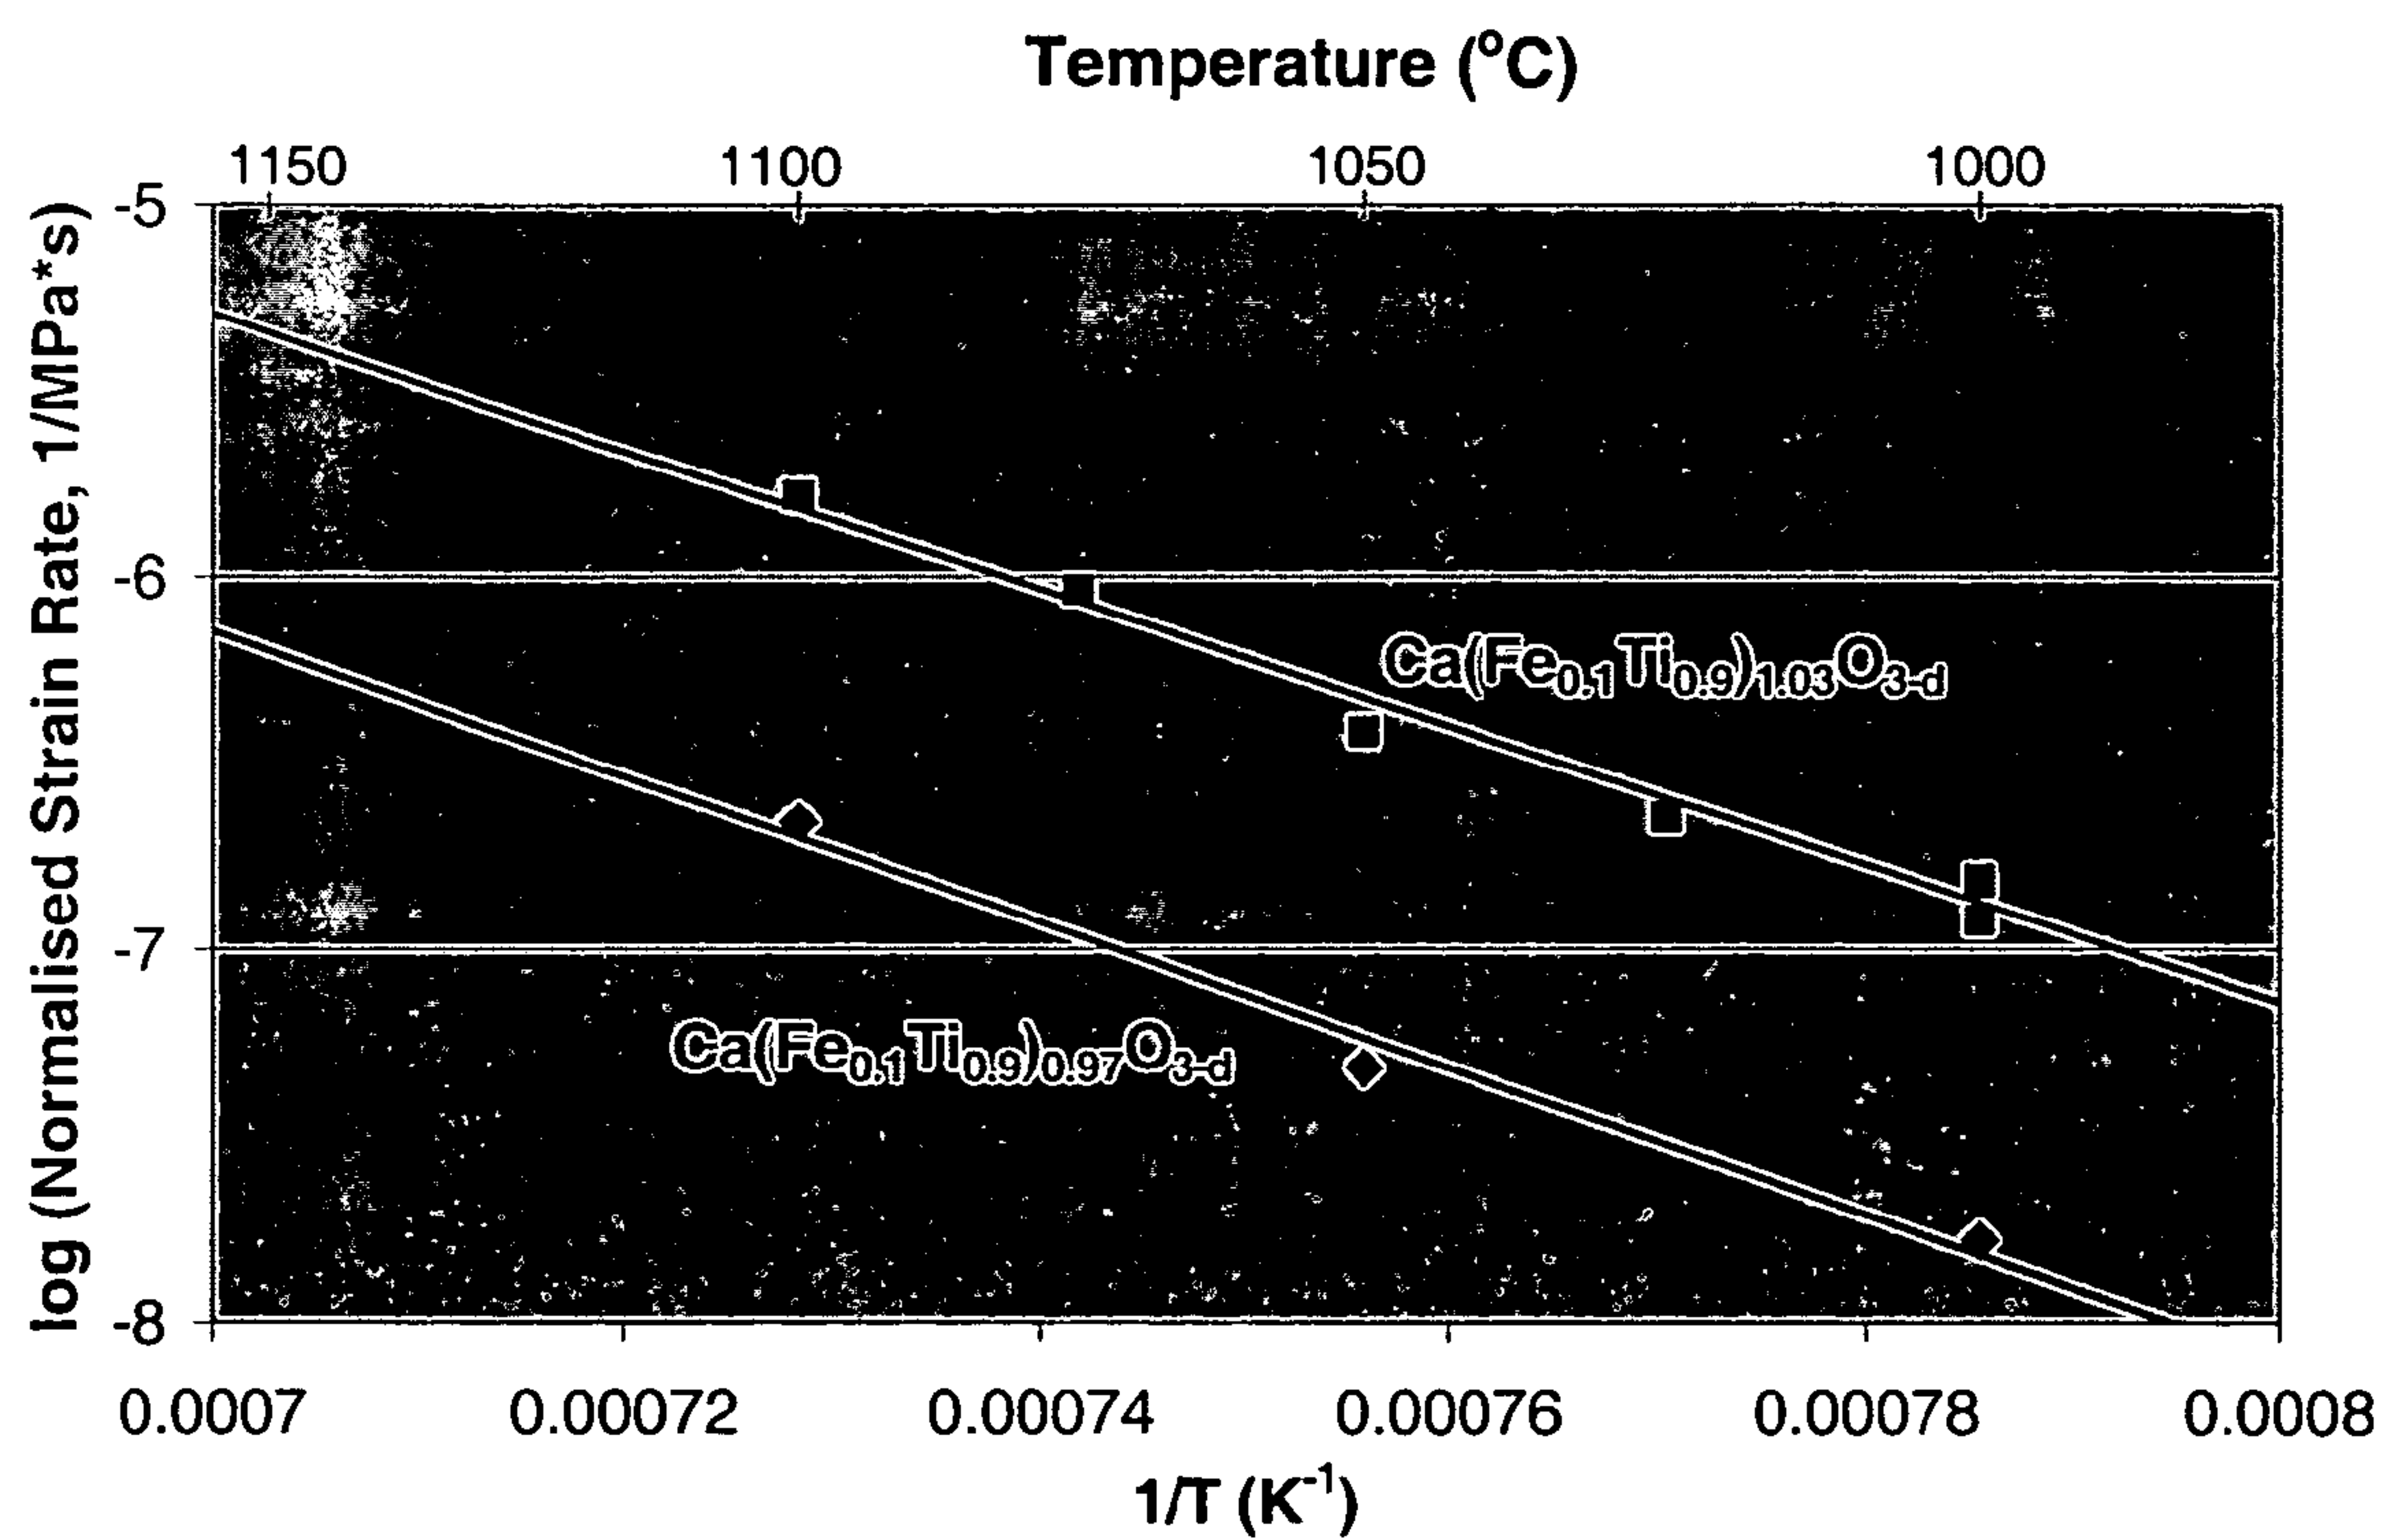 Temperature (°C)
1150 1100 1050 1000
log (Normalised Strain Rate, 1/MPa*s)
-5
-6
-7
-8
Ca(Fe0.1Ti0.9)1.03O3-d
Ca(Fe0.1Ti0.9)0.97O3-d
0.0007 0.00072 0.00074 0.00076 0.00078 0.0008
1/T (K-1)